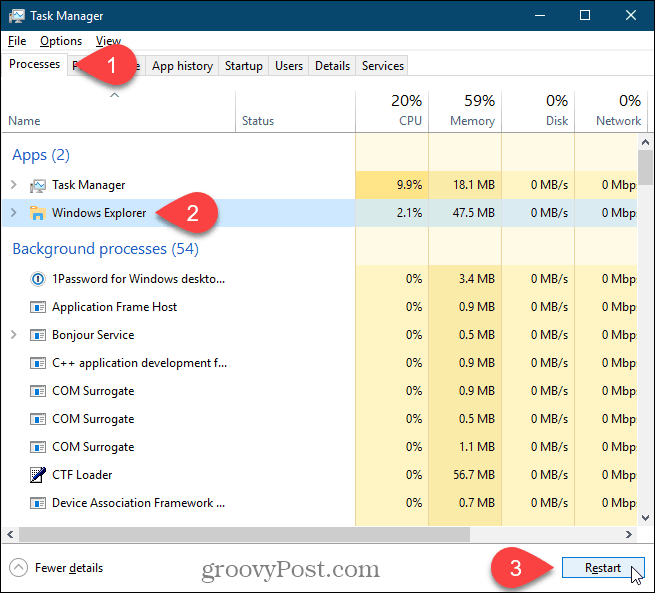 Task Manager
File Options View
Processes 1 App history Startup Users Details Services
20% 59% 0% 0%
Name Status CPU Memory Disk Network
Apps (2)
Task Manager 9.9% 18.1 MB 0 MB/s 0 Mbp
Windows Explorer 2 2.1% 47.5 MB 0 MB/s 0 Mbp
Background processes (54)
1Password for Windows deskto... 0% 3.4 MB 0 MB/s 0 Mbp
Application Frame Host 0% 0.9 MB 0 MB/s 0 Mbp
Bonjour Service 0% 0.5 MB 0 MB/s 0 Mbp
C++ application development f... 0% 0.9 MB 0 MB/s 0 Mbp
COM Surrogate 0% 0.9 MB 0 MB/s 0 Mbp
COM Surrogate 0% 0.5 MB 0 MB/s 0 Mbp
COM Surrogate 0% 1.1 MB 0 MB/s 0 Mbp
CTF Loader 0% 56.7 MB 0 MB/s 0 Mbp
Device Association Framework ... 0% 0.7 MB 0 MB/s 0 Mbp
Fewer details groovyPost.com 3 Restart